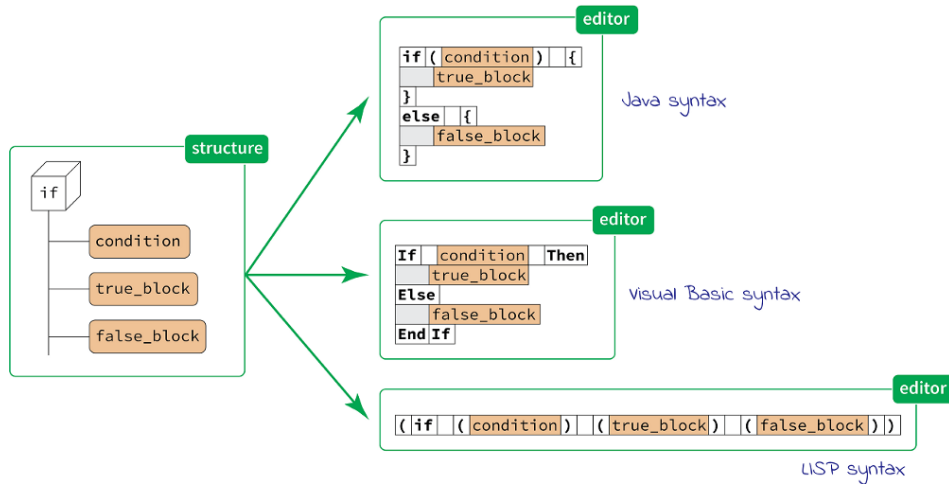 structure
if
condition
true_block
false_block
editor
if ( condition ) {
true_block
}
else {
false_block
}
Java syntax
editor
If condition Then
true_block
Else
false_block
End If
Visual Basic syntax
editor
( if ( condition ) ( true_block ) ( false_block ) )
LISP syntax